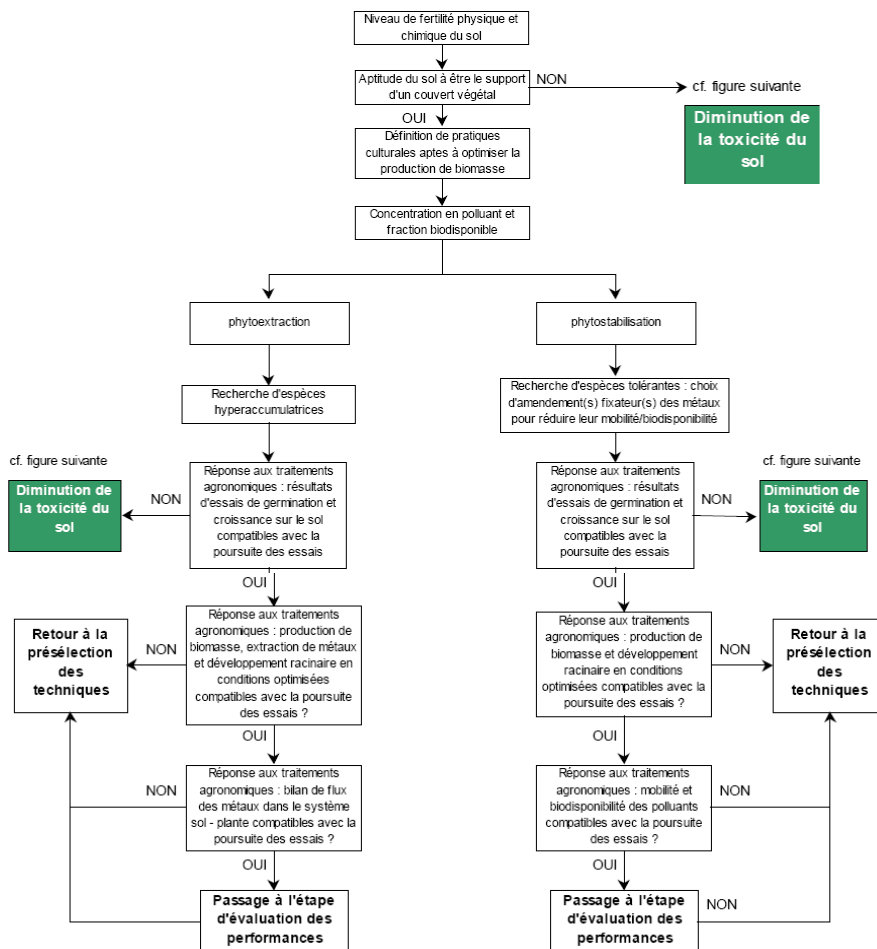 Niveau de fertilité physique et
chimique du sol
Aptitude du sol à être le support
d'un couvert végétal
NON
cf. figure suivante
Diminution de
la toxicité du
sol
OUI
Définition de pratiques
culturales aptes à optimiser la
production de biomasse
Concentration en polluant et
fraction biodisponible
phytoextraction
phytostabilisation
Recherche d'espèces
hyperaccumulatrices
Recherche d'espèces tolérantes : choix
d'amendement(s) fixateur(s) des métaux
pour réduire leur mobilité/biodisponibilité
cf. figure suivante
Diminution de
la toxicité du
sol
NON
Réponse aux traitements
agronomiques : résultats
d'essais de germination et
croissance sur le sol
compatibles avec la
poursuite des essais
Réponse aux traitements
agronomiques : résultats
d'essais de germination et
croissance sur le sol
compatibles avec la
poursuite des essais
NON
cf. figure suivante
Diminution de
la toxicité du
sol
OUI
OUI
Retour à la
présélection
des
techniques
NON
Réponse aux traitements
agronomiques : production de
biomasse, extraction de métaux
et développement racinaire en
conditions optimisées
compatibles avec la poursuite
des essais ?
Réponse aux traitements
agronomiques : production de
biomasse et développement
racinaire en conditions
optimisées compatibles avec la
poursuite des essais ?
NON
Retour à la
présélection
des
techniques
OUI
OUI
NON
Réponse aux traitements
agronomiques : bilan de flux
des métaux dans le système
sol - plante compatibles avec la
poursuite des essais ?
Réponse aux traitements
agronomiques : mobilité et
biodisponibilité des polluants
compatibles avec la poursuite
des essais ?
NON
OUI
OUI
Passage à l'étape
d'évaluation des
performances
Passage à l'étape
d'évaluation des
performances
NON